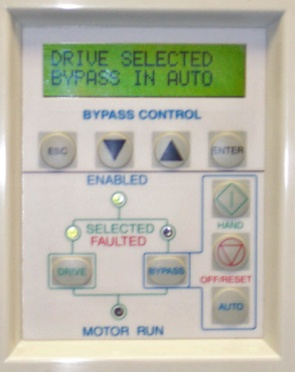 DRIVE SELECTED
BYPASS IN AUTO
BYPASS CONTROL
ESC
ENTER
ENABLED
SELECTED
FAULTED
HAND
DRIVE
BYPASS
OFF/RESET
AUTO
MOTOR RUN